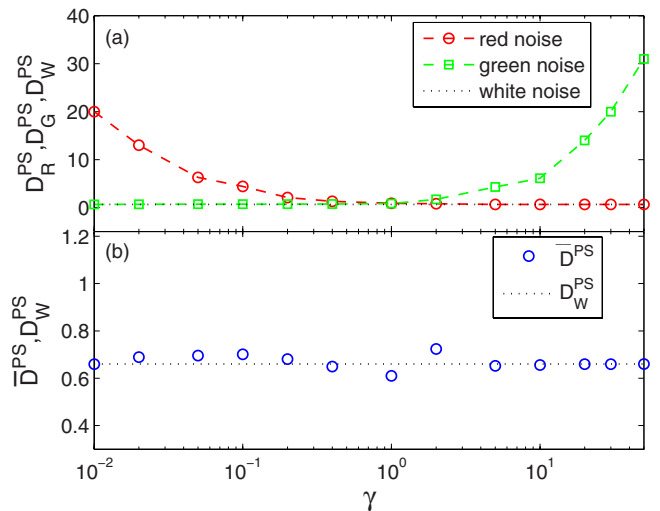 (a)
red noise
green noise
white noise
40
30
20
10
0
D_R^PS, D_G^PS, D_W^PS
(b)
D̅^PS
D_W^PS
1.2
1
0.8
0.6
0.4
D̅^PS, D_W^PS
10^−2 10^−1 10^0 10^1
γ